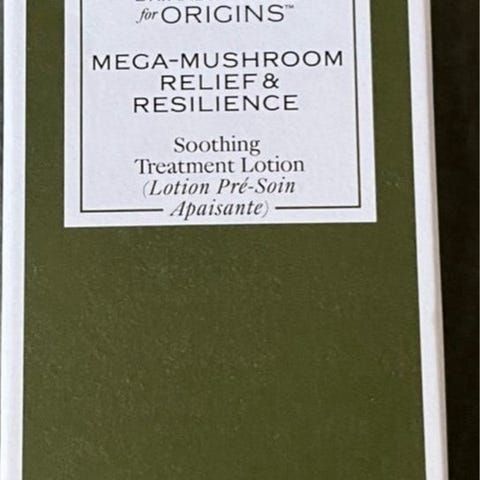 for ORIGINS™
MEGA-MUSHROOM
RELIEF &
RESILIENCE
Soothing
Treatment Lotion
(Lotion Pré-Soin
Apaisante)